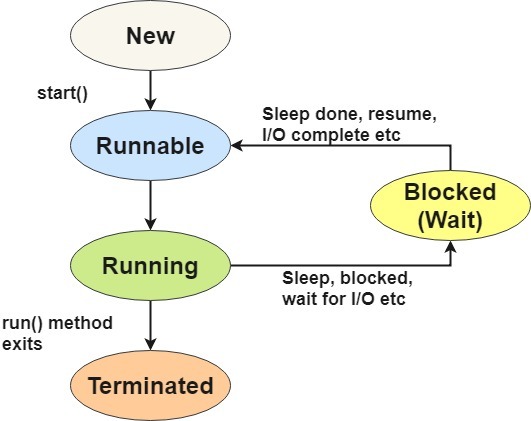 New
start()
Sleep done, resume,
I/O complete etc
Runnable
Blocked
(Wait)
Running
Sleep, blocked,
wait for I/O etc
run() method
exits
Terminated